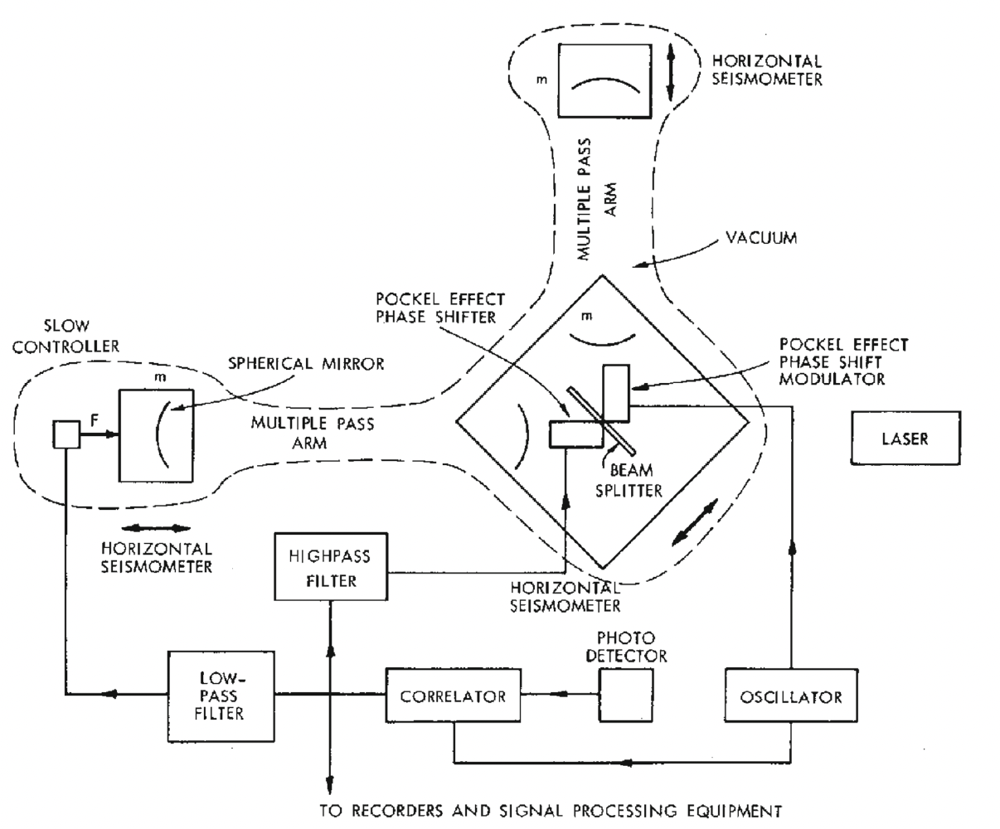 HORIZONTAL
SEISMOMETER
m
MULTIPLE PASS
ARM
VACUUM
POCKEL EFFECT
PHASE SHIFTER
m
SLOW
CONTROLLER
SPHERICAL MIRROR
m
POCKEL EFFECT
PHASE SHIFT
MODULATOR
F
MULTIPLE PASS
ARM
LASER
BEAM
SPLITTER
HORIZONTAL
SEISMOMETER
HIGHPASS
FILTER
HORIZONTAL
SEISMOMETER
PHOTO
DETECTOR
LOW-
PASS
FILTER
CORRELATOR
OSCILLATOR
TO RECORDERS AND SIGNAL PROCESSING EQUIPMENT